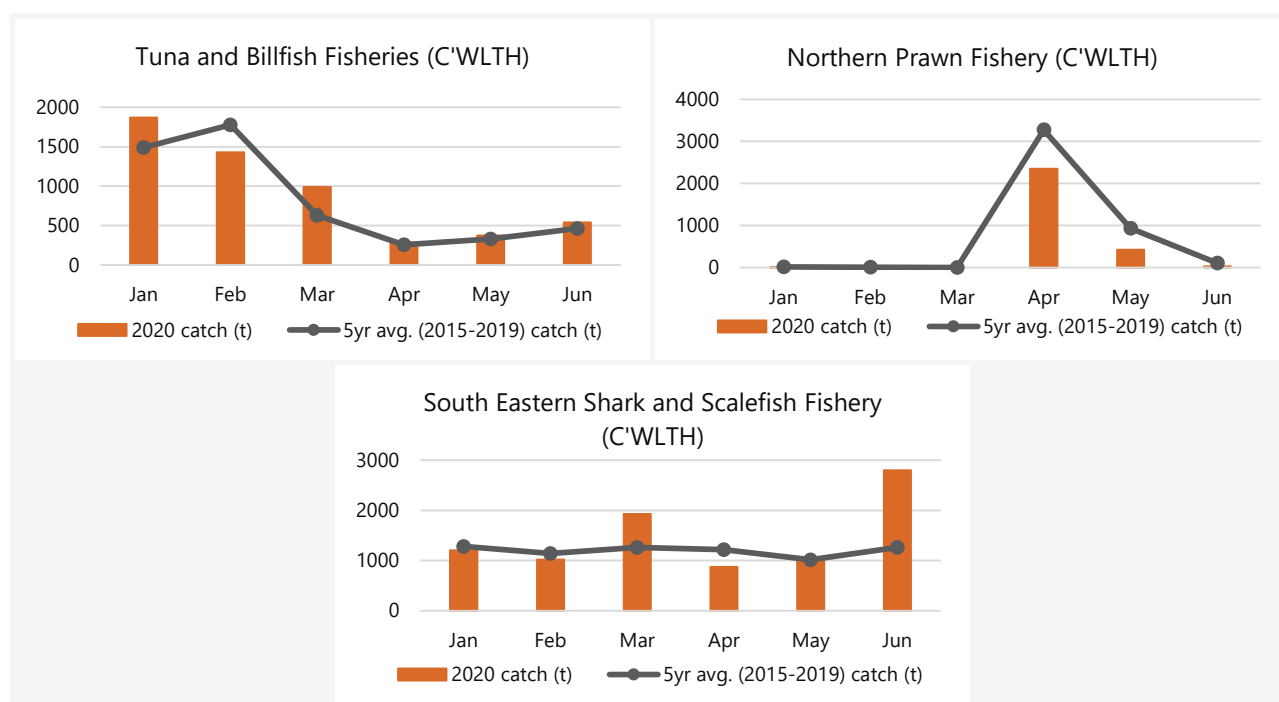 Tuna and Billfish Fisheries (C'WLTH)
2000
1500
1000
500
0
Jan Feb Mar Apr May Jun
2020 catch (t) 5yr avg. (2015-2019) catch (t)
Northern Prawn Fishery (C'WLTH)
4000
3000
2000
1000
0
Jan Feb Mar Apr May Jun
2020 catch (t) 5yr avg. (2015-2019) catch (t)
South Eastern Shark and Scalefish Fishery
(C'WLTH)
3000
2000
1000
0
Jan Feb Mar Apr May Jun
2020 catch (t) 5yr avg. (2015-2019) catch (t)